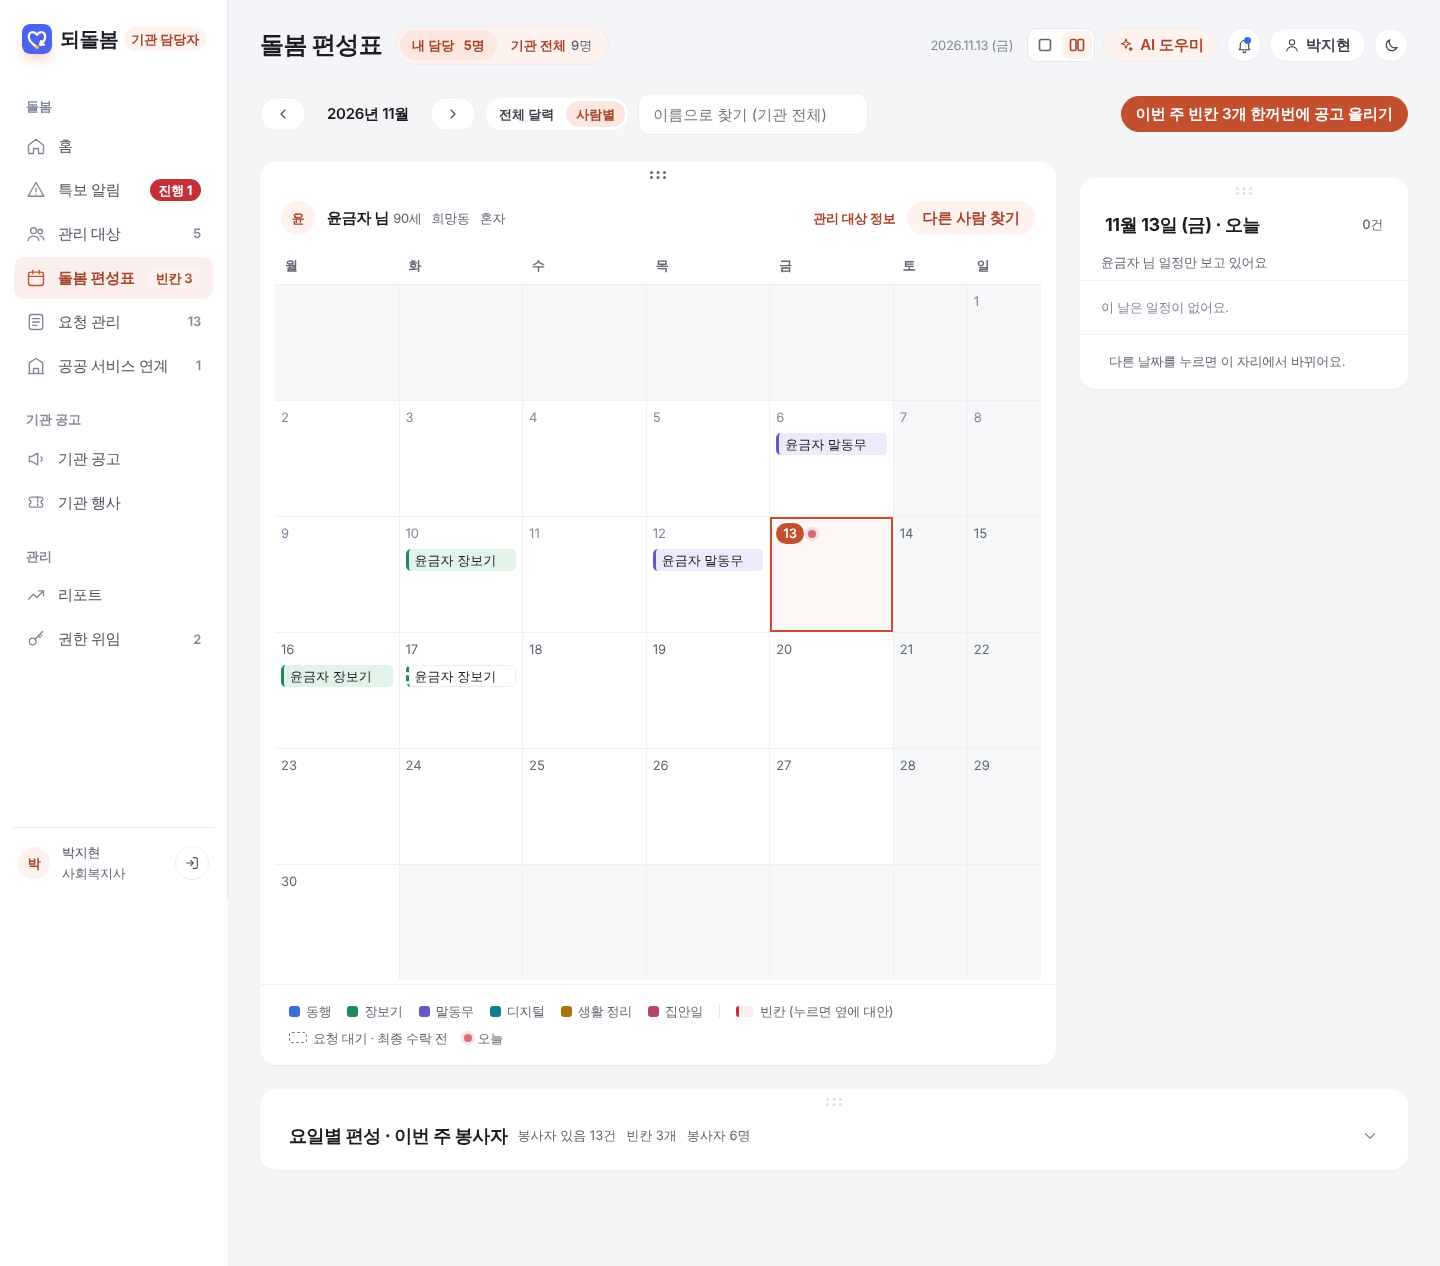 되돌봄 기관 담당자
돌봄
홈
특보 알림 진행 1
관리 대상 5
돌봄 편성표 빈칸 3
요청 관리 13
공공 서비스 연계 1
기관 공고
기관 공고
기관 행사
관리
리포트
권한 위임 2
박 박지현
사회복지사
돌봄 편성표 내 담당 5명 기관 전체 9명
2026.11.13 (금) AI 도우미 박지현
2026년 11월 전체 달력 사람별 이름으로 찾기 (기관 전체) 이번 주 빈칸 3개 한꺼번에 공고 올리기
윤 윤금자 님 90세 희망동 혼자 관리 대상 정보 다른 사람 찾기
월 화 수 목 금 토 일
1
2 3 4 5 6 7 8
윤금자 말동무
9 10 11 12 13 14 15
윤금자 장보기 윤금자 말동무
16 17 18 19 20 21 22
윤금자 장보기 윤금자 장보기
23 24 25 26 27 28 29
30
동행 장보기 말동무 디지털 생활 정리 집안일 빈칸 (누르면 옆에 대안)
요청 대기 · 최종 수락 전 오늘
11월 13일 (금) · 오늘 0건
윤금자 님 일정만 보고 있어요
이 날은 일정이 없어요.
다른 날짜를 누르면 이 자리에서 바뀌어요.
요일별 편성 · 이번 주 봉사자 봉사자 있음 13건 빈칸 3개 봉사자 6명